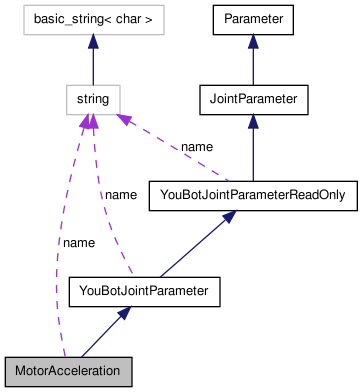 basic_string< char >
Parameter
string
JointParameter
name
YouBotJointParameterReadOnly
name
name
YouBotJointParameter
MotorAcceleration